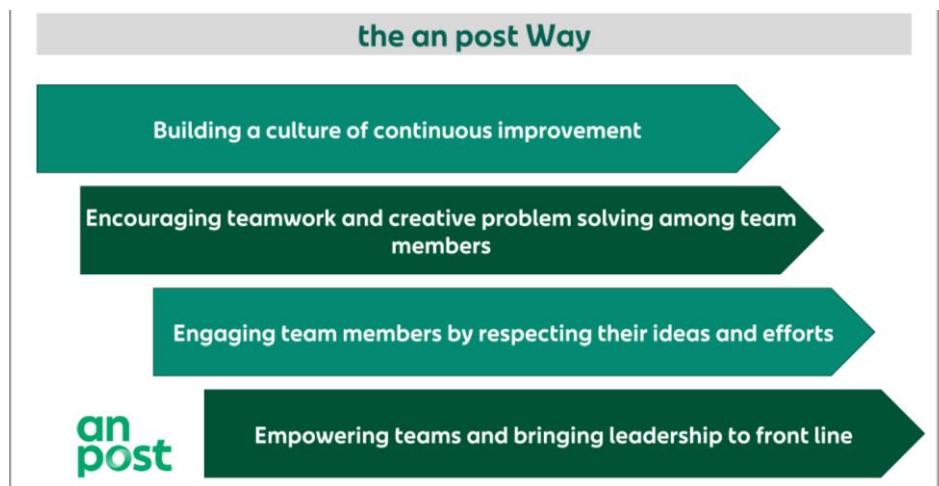 the an post Way
Building a culture of continuous improvement
Encouraging teamwork and creative problem solving among team
members
Engaging team members by respecting their ideas and efforts
Empowering teams and bringing leadership to front line
an
post